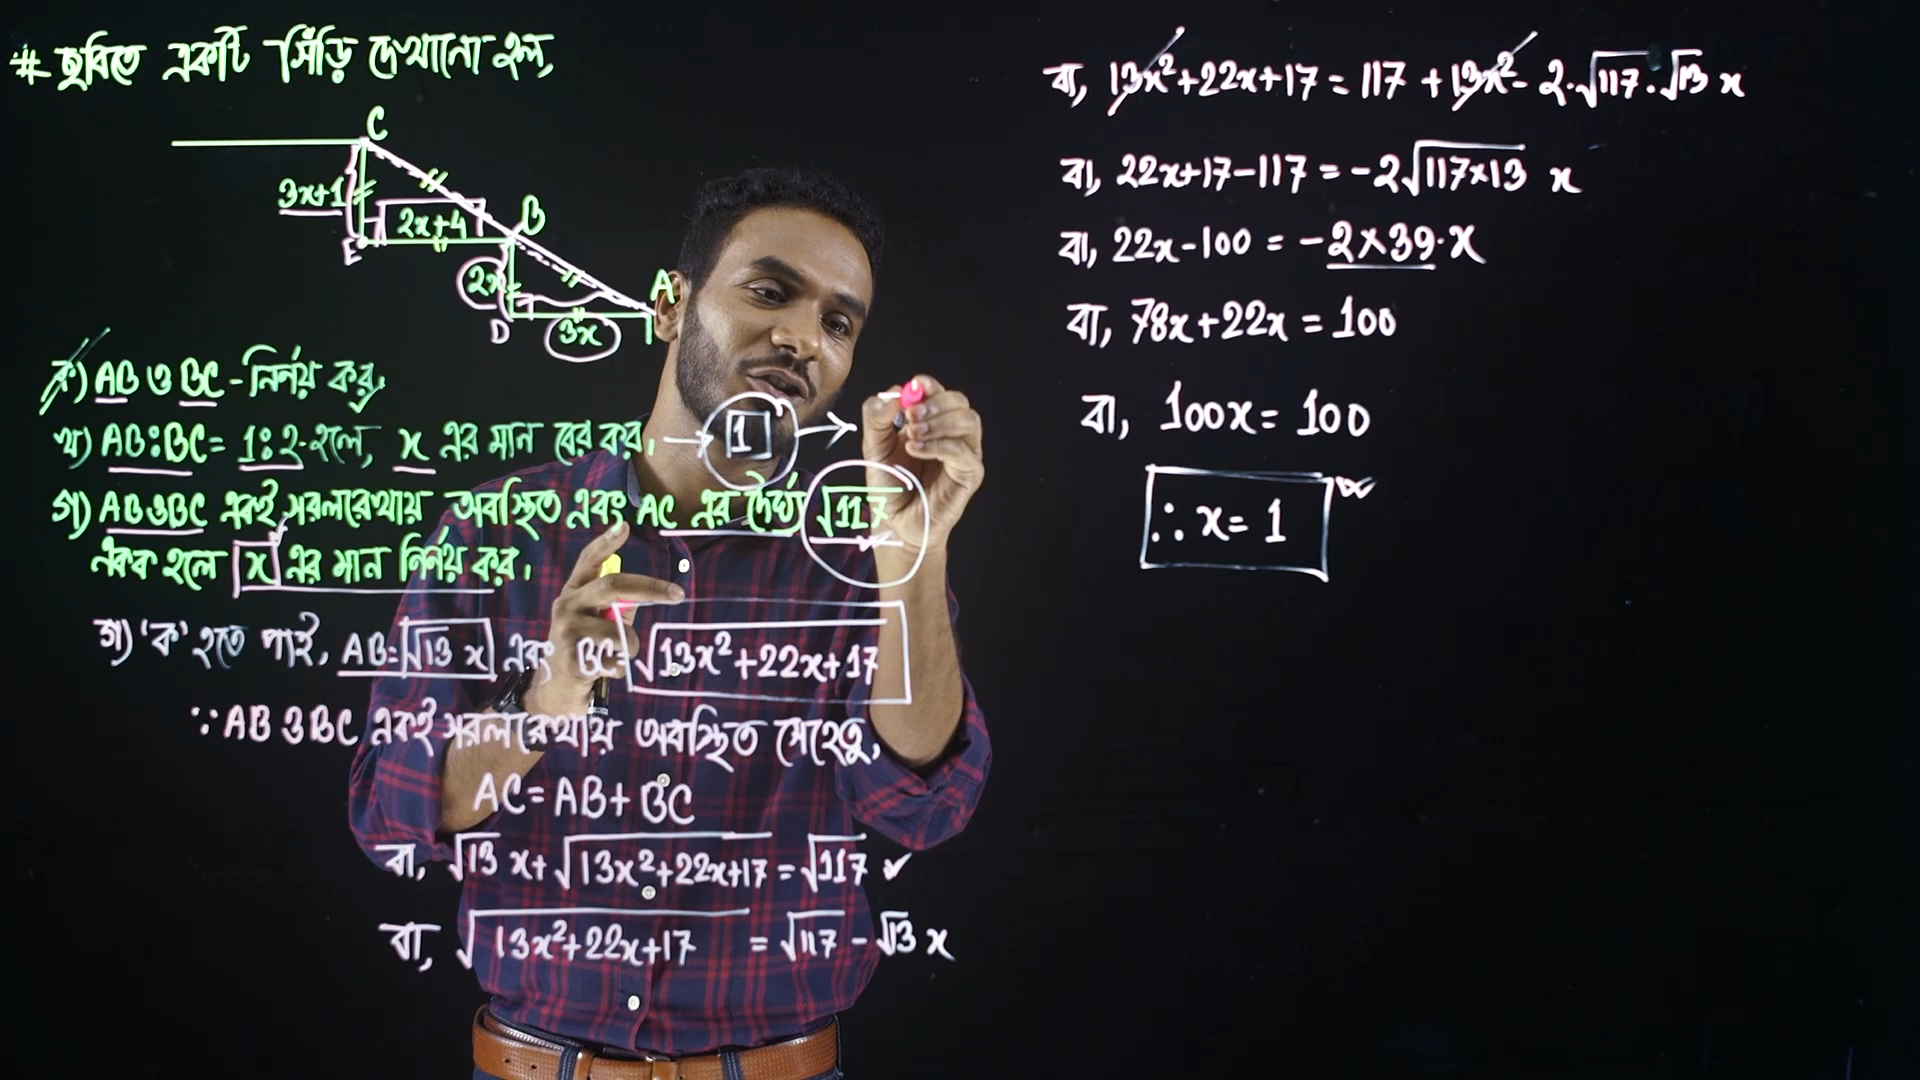 # ছবিতে একটি সিঁড়ি দেখানো হল,
C
3x+1
2x+4
B
E
2x
A
D
3x
ক) AB ও BC - নির্ণয় কর,
খ) AB:BC = 1:2 হলে, x এর মান বের কর। → 1 →
গ) AB ও BC একই সরলরেখায় অবস্থিত এবং AC এর দৈর্ঘ্য √117
একক হলে x এর মান নির্ণয় কর।
গ) 'ক' হতে পাই, AB = √13 x এবং BC = √13x²+22x+17
∵ AB ও BC একই সরলরেখায় অবস্থিত সেহেতু,
AC = AB + BC
বা, √13 x + √13x²+22x+17 = √117 ✓
বা, √13x²+22x+17 = √117 - √13 x
বা, 13x²+22x+17 = 117 + 13x² - 2.√117.√13 x
বা, 22x+17-117 = -2√117×13 x
বা, 22x-100 = -2×39.x
বা, 78x+22x = 100
বা, 100x = 100
∴ x = 1